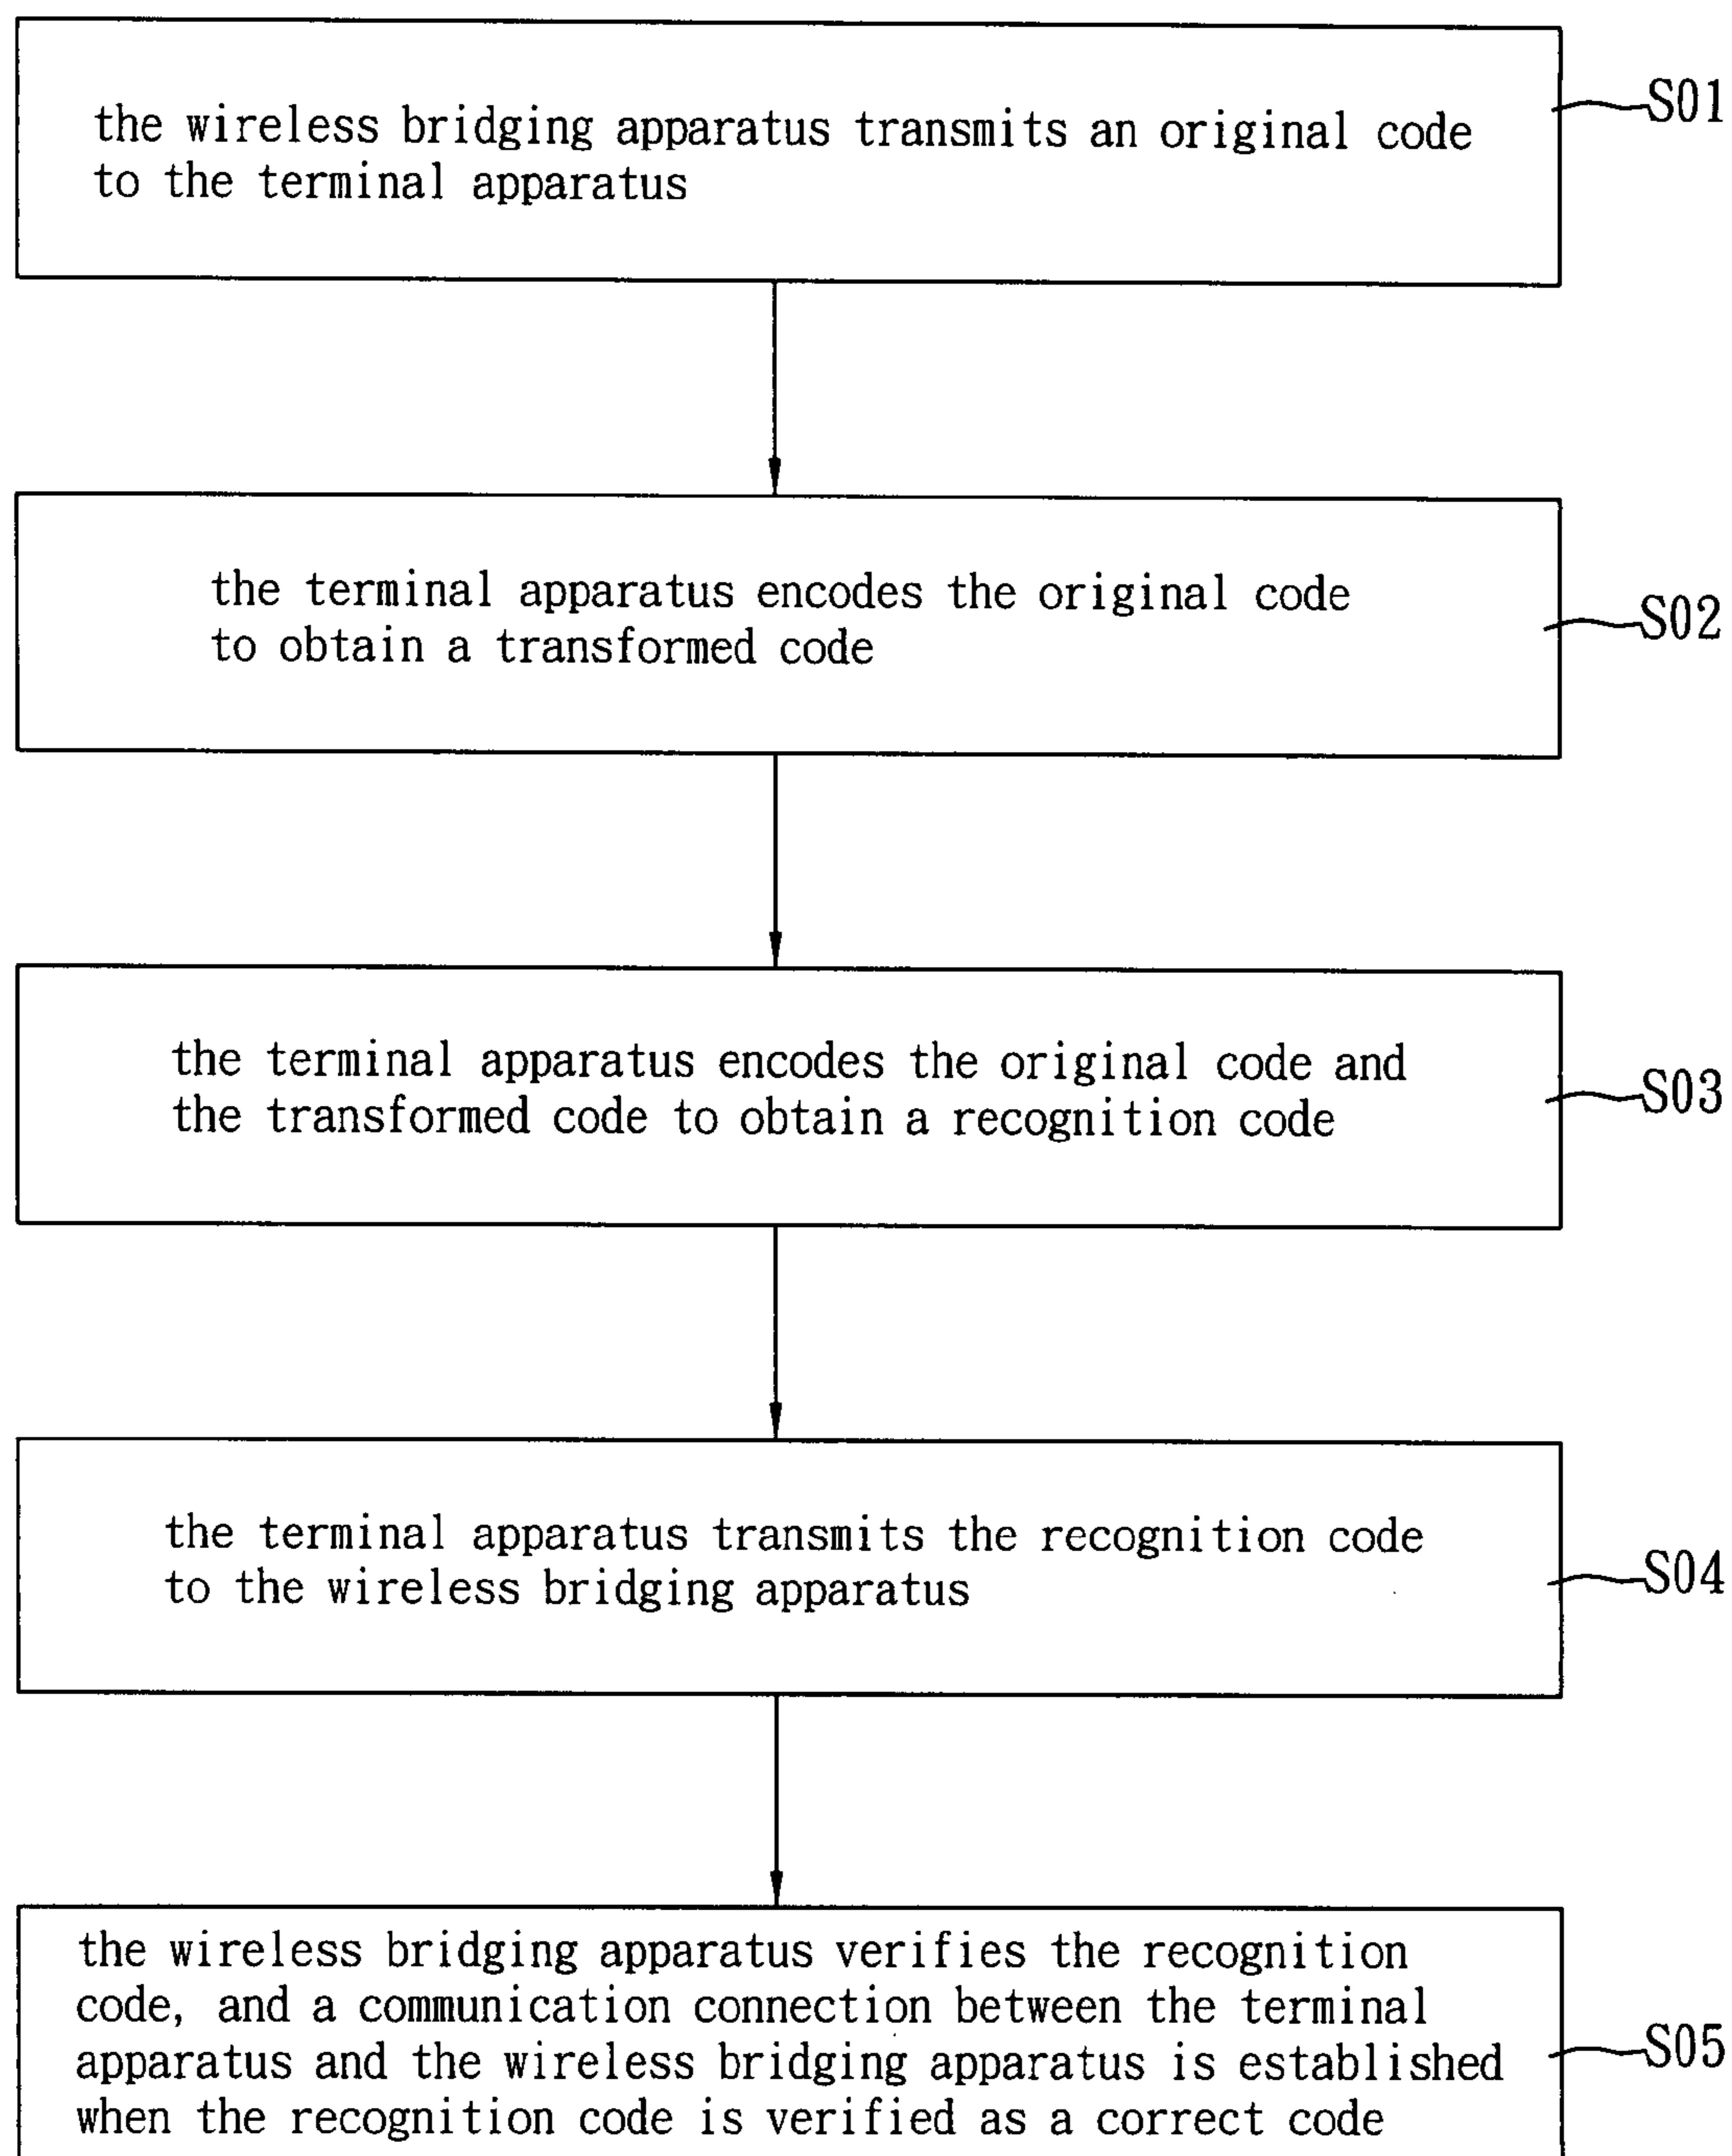 the wireless bridging apparatus transmits an original code
to the terminal apparatus
S01
the terminal apparatus encodes the original code
to obtain a transformed code
S02
the terminal apparatus encodes the original code and
the transformed code to obtain a recognition code
S03
the terminal apparatus transmits the recognition code
to the wireless bridging apparatus
S04
the wireless bridging apparatus verifies the recognition
code, and a communication connection between the terminal
apparatus and the wireless bridging apparatus is established
when the recognition code is verified as a correct code
S05